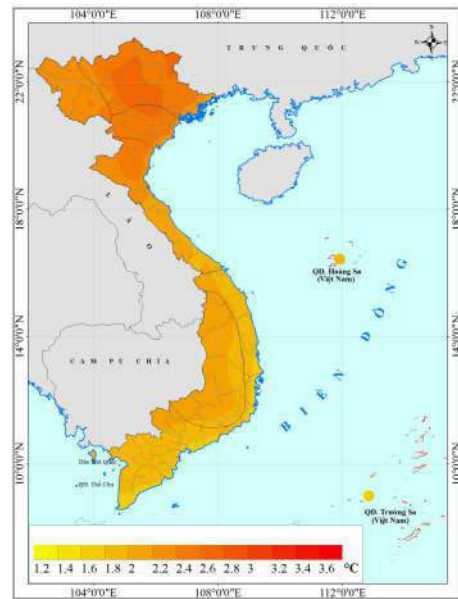 104°0'0"E 108°0'0"E 112°0'0"E
N
TRUNG QUỐC
22°0'0"N 22°0'0"N
LÀO
18°0'0"N 18°0'0"N
QĐ. Hoàng Sa
(Việt Nam)
BIỂN ĐÔNG
14°0'0"N 14°0'0"N
CAM PU CHIA
10°0'0"N 10°0'0"N
QĐ. Thổ Chu
QĐ. Trường Sa
(Việt Nam)
1.2 1.4 1.6 1.8 2 2.2 2.4 2.6 2.8 3 3.2 3.4 3.6 °C
104°0'0"E 108°0'0"E 112°0'0"E